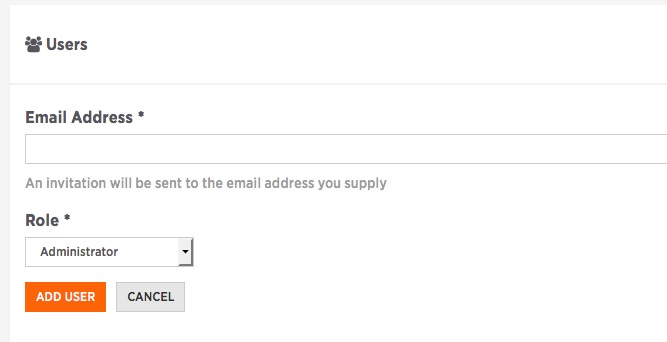 Users
Email Address *
An invitation will be sent to the email address you supply
Role *
Administrator
ADD USER CANCEL